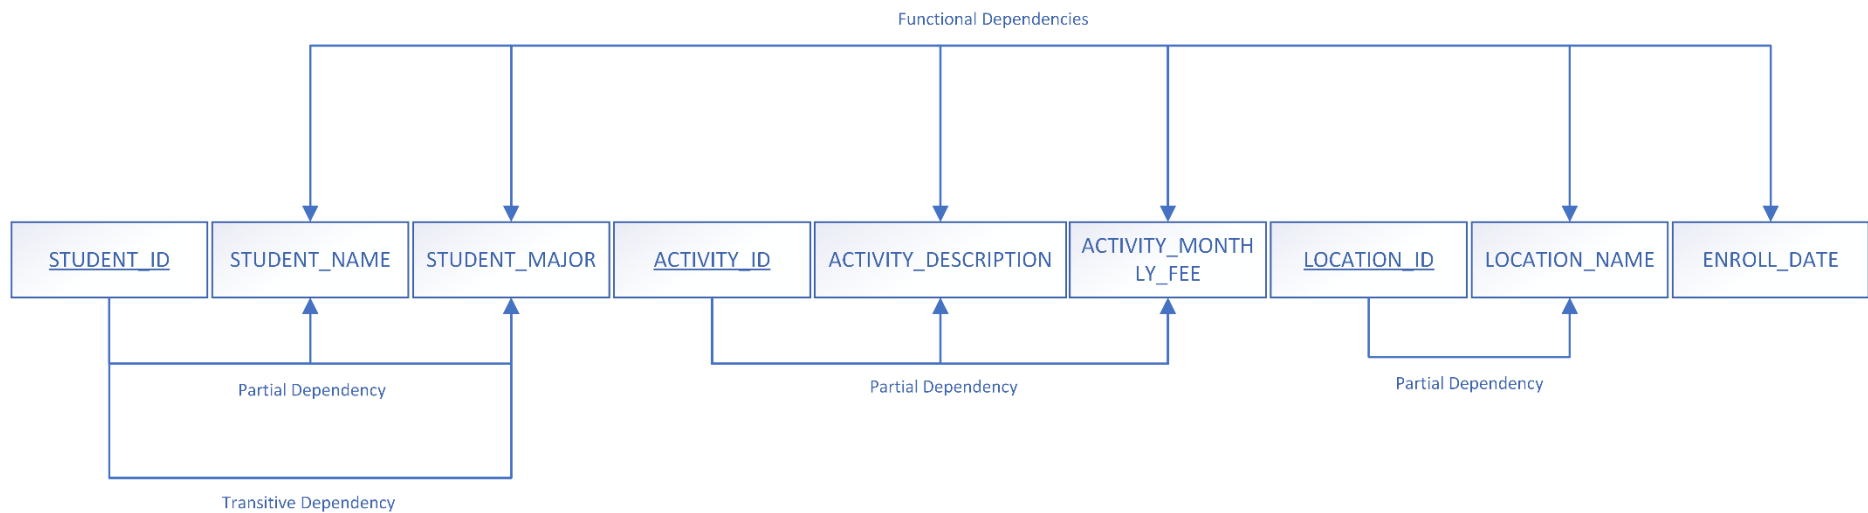 Functional Dependencies
STUDENT_ID
STUDENT_NAME
STUDENT_MAJOR
ACTIVITY_ID
ACTIVITY_DESCRIPTION
ACTIVITY_MONTH
LY_FEE
LOCATION_ID
LOCATION_NAME
ENROLL_DATE
Partial Dependency
Partial Dependency
Partial Dependency
Transitive Dependency